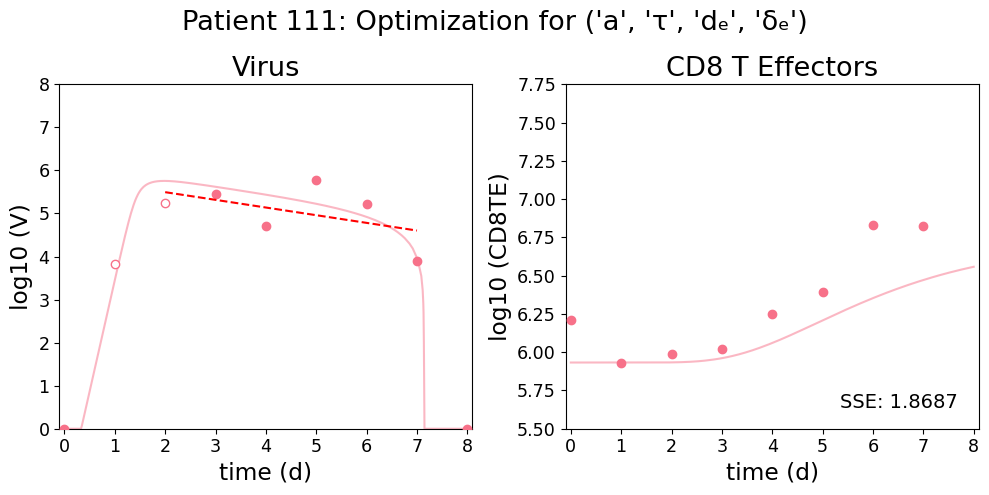 Patient 111: Optimization for ('a', 'τ', 'dₑ', 'δₑ')
Virus
CD8 T Effectors
log10 (V)
8
7
6
5
4
3
2
1
0
0 1 2 3 4 5 6 7 8
time (d)
log10 (CD8TE)
7.75
7.50
7.25
7.00
6.75
6.50
6.25
6.00
5.75
5.50
SSE: 1.8687
0 1 2 3 4 5 6 7 8
time (d)